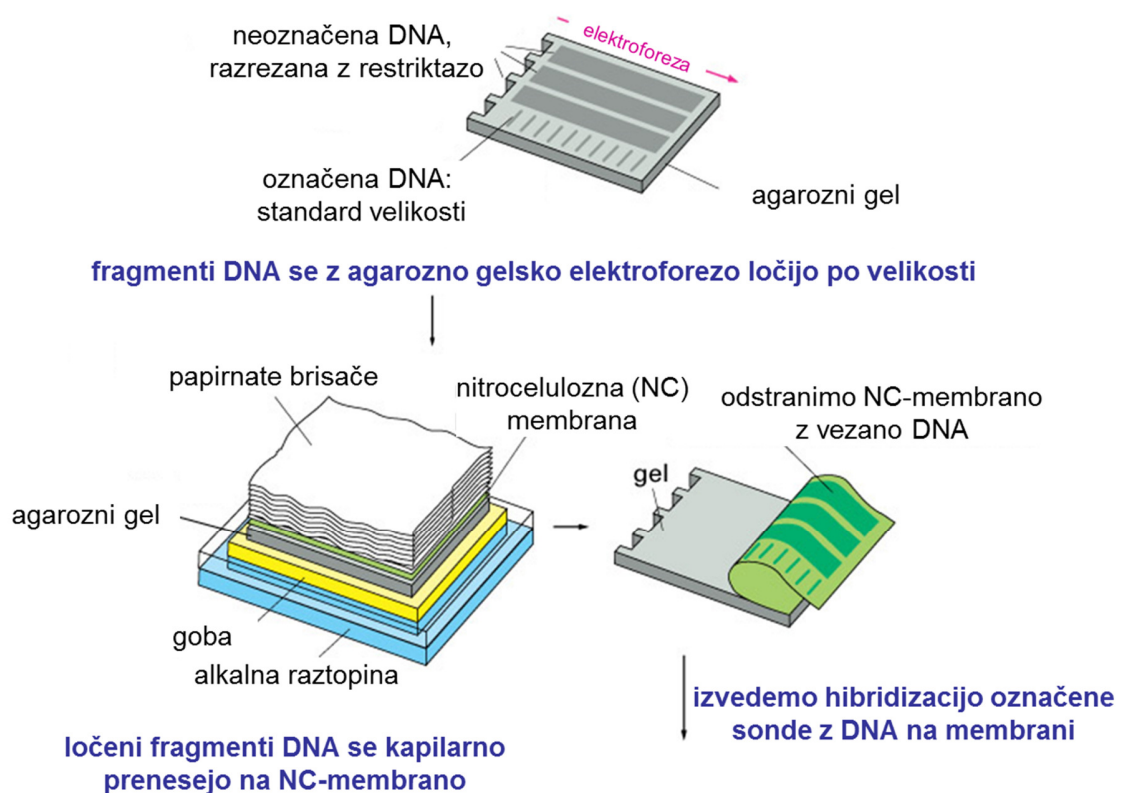 neoznačena DNA,
razrezana z restriktazo
elektroforeza
označena DNA:
standard velikosti
agarozni gel
fragmenti DNA se z agarozno gelsko elektroforezo ločijo po velikosti
papirnate brisače
nitrocelulozna (NC)
membrana
odstranimo NC-membrano
z vezano DNA
gel
agarozni gel
goba
alkalna raztopina
izvedemo hibridizacijo označene
sonde z DNA na membrani
ločeni fragmenti DNA se kapilarno
prenesejo na NC-membrano